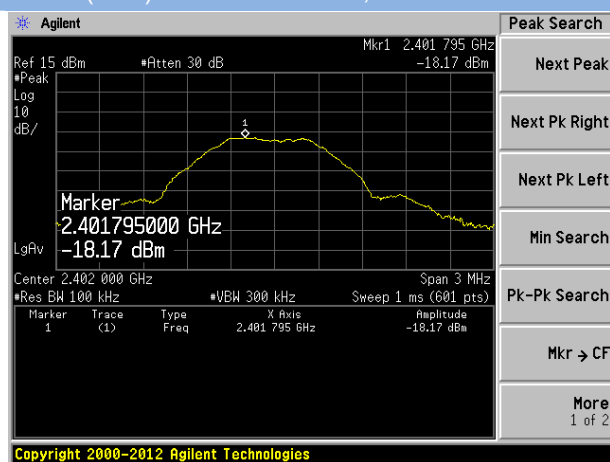 Agilent
Peak Search
Mkr1 2.401 795 GHz
Ref 15 dBm #Atten 30 dB -18.17 dBm
#Peak
Log
10
dB/
1
Marker
2.401795000 GHz
-18.17 dBm
LgAv
Center 2.402 000 GHz Span 3 MHz
#Res BW 100 kHz #VBW 300 kHz Sweep 1 ms (601 pts)
Marker Trace Type X Axis Amplitude
1 (1) Freq 2.401 795 GHz -18.17 dBm
Next Peak
Next Pk Right
Next Pk Left
Min Search
Pk-Pk Search
Mkr → CF
More
1 of 2
Copyright 2000-2012 Agilent Technologies